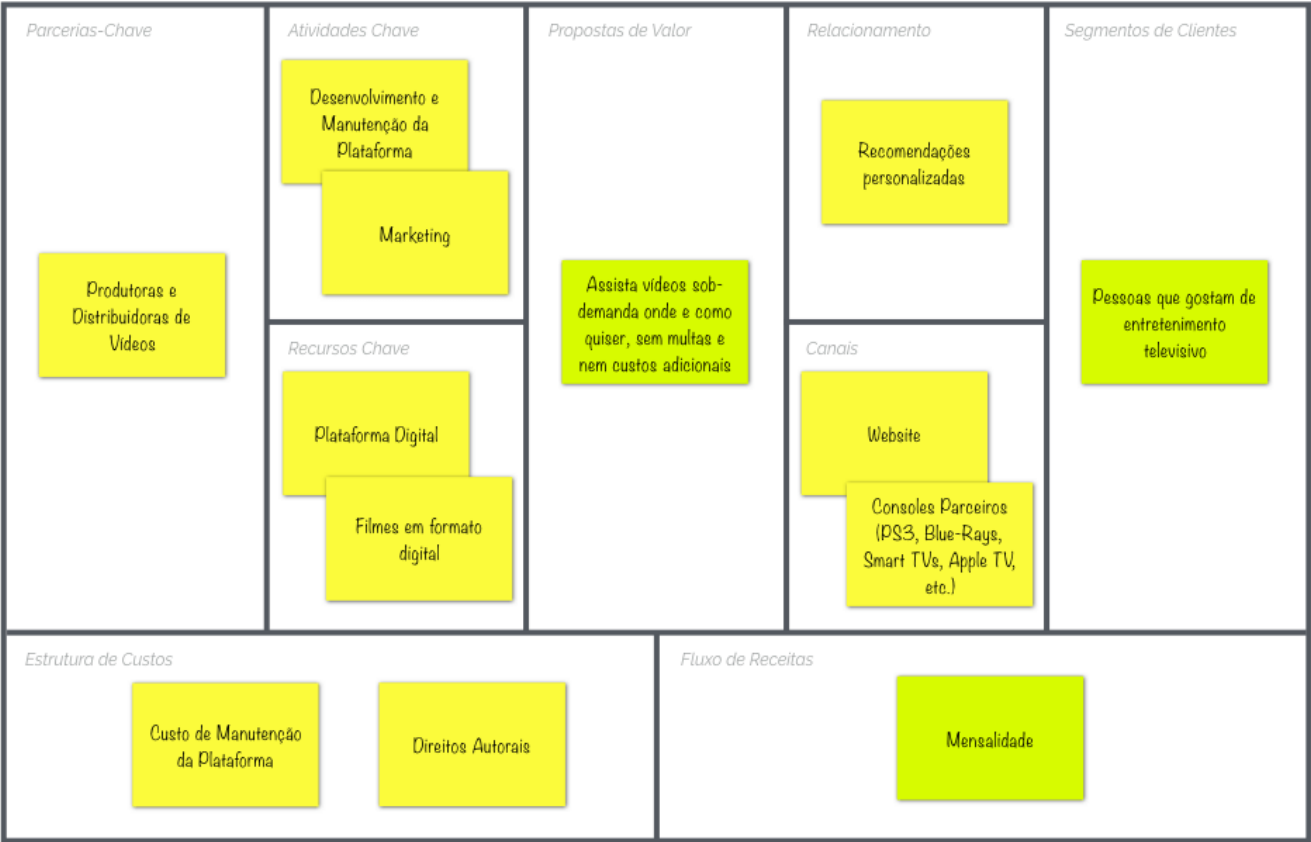 Parcerias-Chave
Produtoras e
Distribuidoras de
Vídeos
Atividades Chave
Desenvolvimento e
Manutenção da
Plataforma
Marketing
Recursos Chave
Plataforma Digital
Filmes em formato
digital
Propostas de Valor
Assista vídeos sob-
demanda onde e como
quiser, sem multas e
nem custos adicionais
Relacionamento
Recomendações
personalizadas
Canais
Website
Consoles Parceiros
(PS3, Blue-Rays,
Smart TVs, Apple TV,
etc.)
Segmentos de Clientes
Pessoas que gostam de
entretenimento
televisivo
Estrutura de Custos
Custo de Manutenção
da Plataforma
Direitos Autorais
Fluxo de Receitas
Mensalidade